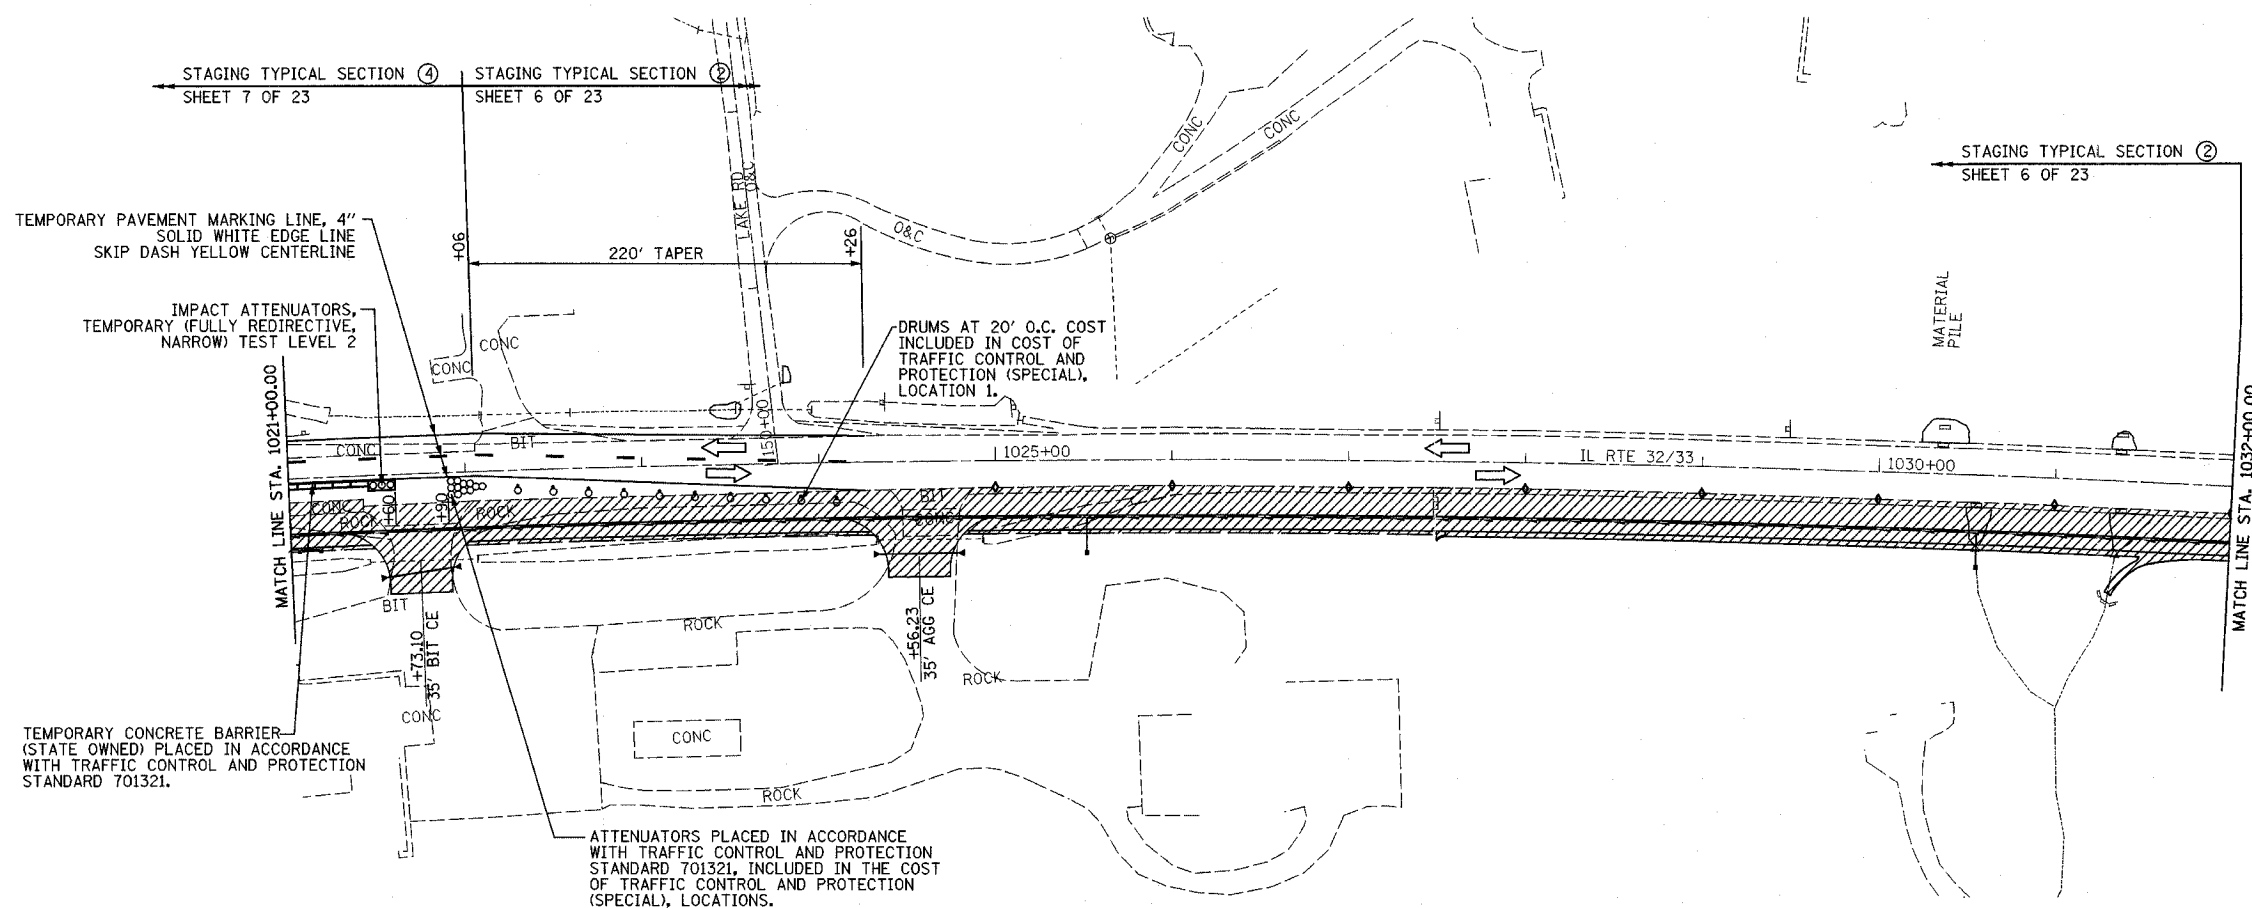 STAGING TYPICAL SECTION 4
SHEET 7 OF 23
STAGING TYPICAL SECTION 2
SHEET 6 OF 23
STAGING TYPICAL SECTION 2
SHEET 6 OF 23
TEMPORARY PAVEMENT MARKING LINE, 4"
SOLID WHITE EDGE LINE
SKIP DASH YELLOW CENTERLINE
+06
220' TAPER
+26
LAKE RD
O&C
O&C
CONC
CONC
IMPACT ATTENUATORS,
TEMPORARY (FULLY REDIRECTIVE,
NARROW) TEST LEVEL 2
CONC
CONC
DRUMS AT 20' O.C. COST
INCLUDED IN COST OF
TRAFFIC CONTROL AND
PROTECTION (SPECIAL),
LOCATION 1.
MATERIAL
PILE
MATCH LINE STA. 1021+00.00
CONC
BIT
150+00
1025+00
IL RTE 32/33
1030+00
MATCH LINE STA. 1032+00.00
CONC
ROCK
+60
+90
ROCK
BIT
CONC
BIT
+73.10
35' BIT CE
ROCK
+56.23
35' AGG CE
ROCK
CONC
CONC
ROCK
TEMPORARY CONCRETE BARRIER
(STATE OWNED) PLACED IN ACCORDANCE
WITH TRAFFIC CONTROL AND PROTECTION
STANDARD 701321.
ATTENUATORS PLACED IN ACCORDANCE
WITH TRAFFIC CONTROL AND PROTECTION
STANDARD 701321, INCLUDED IN THE COST
OF TRAFFIC CONTROL AND PROTECTION
(SPECIAL), LOCATIONS.